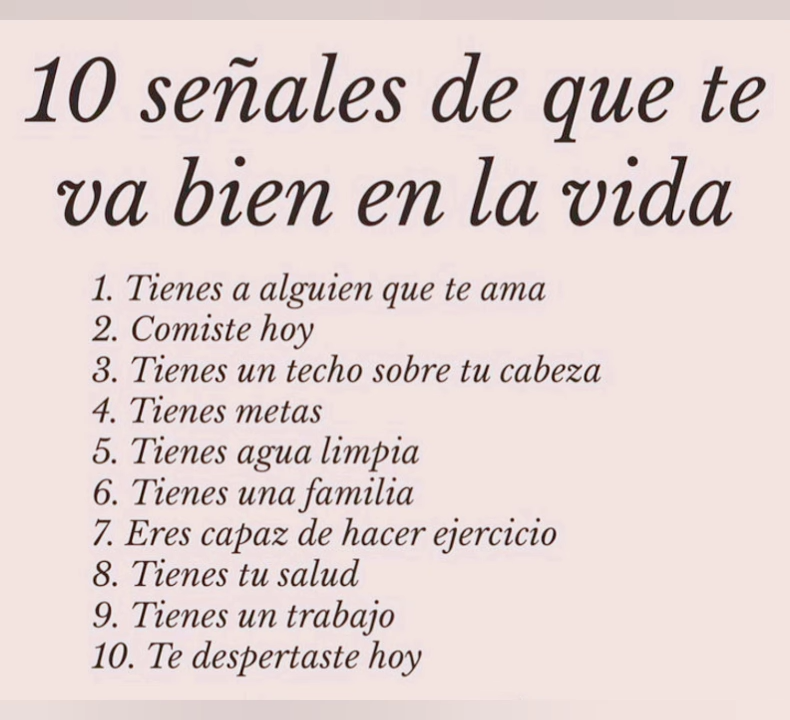 10 señales de que te
va bien en la vida
1. Tienes a alguien que te ama
2. Comiste hoy
3. Tienes un techo sobre tu cabeza
4. Tienes metas
5. Tienes agua limpia
6. Tienes una familia
7. Eres capaz de hacer ejercicio
8. Tienes tu salud
9. Tienes un trabajo
10. Te despertaste hoy